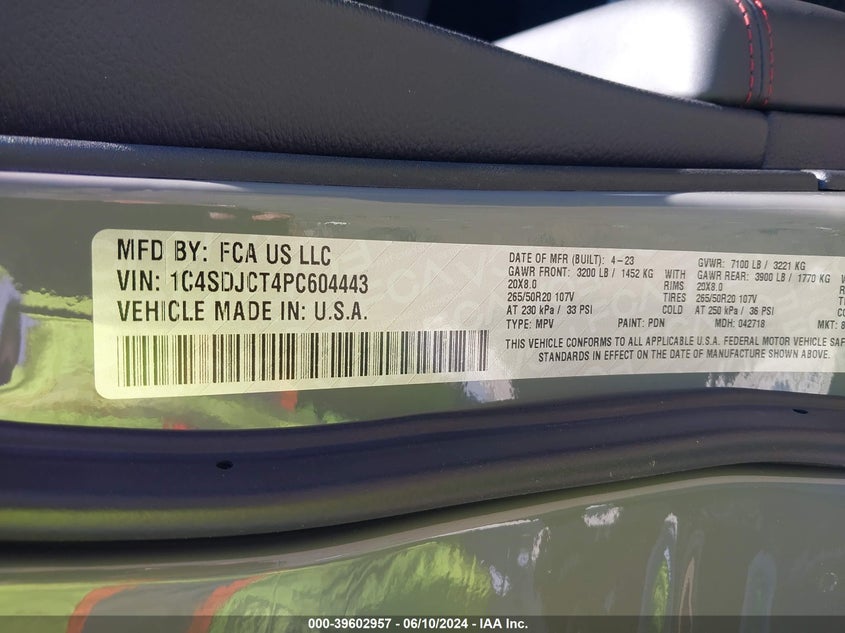 MFD BY: FCA US LLC
VIN: 1C4SDJCT4PC604443
VEHICLE MADE IN: U.S.A.
DATE OF MFR (BUILT): 4-23 GVWR: 7100 LB / 3221 KG
GAWR FRONT: 3200 LB / 1452 KG WITH GAWR REAR: 3900 LB / 1770 KG
20X8.0 RIMS 20X8.0
265/50R20 107V TIRES 265/50R20 107V
AT 230 kPa / 33 PSI COLD AT 250 kPa / 36 PSI
TYPE: MPV PAINT: PDN MDH: 042718 MKT: 8
THIS VEHICLE CONFORMS TO ALL APPLICABLE U.S.A. FEDERAL MOTOR VEHICLE SAF
STANDARDS IN EFFECT ON THE DATE OF MANUFACTURE SHOWN ABOVE.
000-39602957 - 06/10/2024 - IAA Inc.